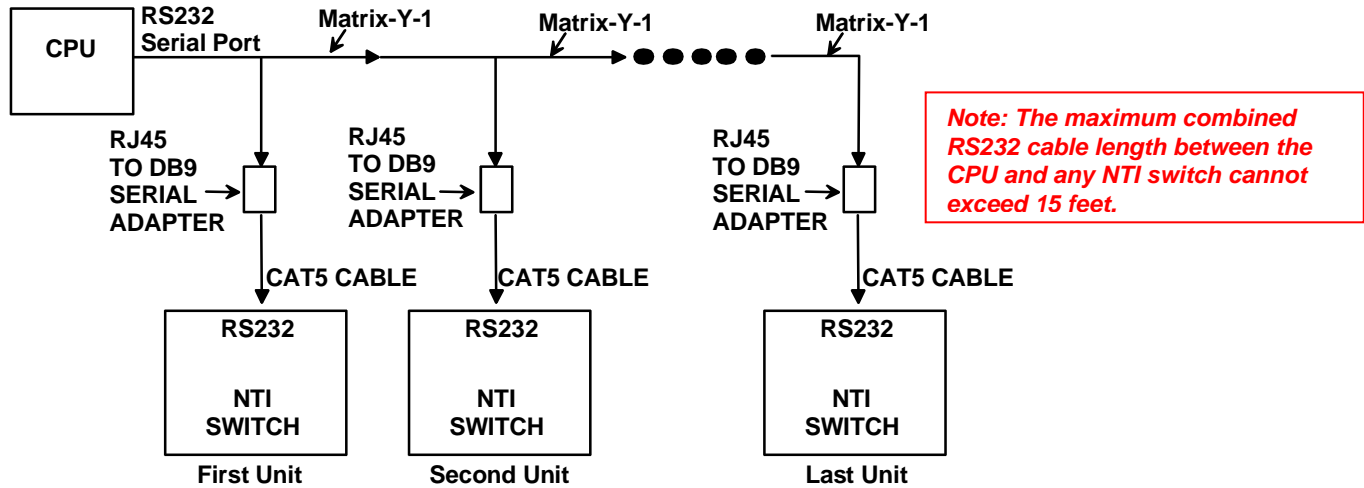 CPU
RS232
Serial Port
Matrix-Y-1
Matrix-Y-1
Matrix-Y-1
RJ45
TO DB9
SERIAL
ADAPTER
RJ45
TO DB9
SERIAL
ADAPTER
RJ45
TO DB9
SERIAL
ADAPTER
Note: The maximum combined
RS232 cable length between the
CPU and any NTI switch cannot
exceed 15 feet.
CAT5 CABLE
CAT5 CABLE
CAT5 CABLE
RS232
NTI
SWITCH
First Unit
RS232
NTI
SWITCH
Second Unit
RS232
NTI
SWITCH
Last Unit